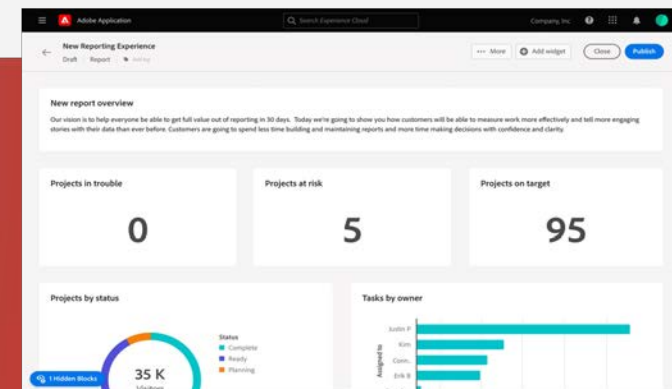 Adobe Application
Search Experience Cloud
Company, Inc.
New Reporting Experience
Draft Report
More
Add widget
Close
Publish
New report overview
Our vision is to help everyone be able to get full value out of reporting in 30 days. Today we're going to show you how customers will be able to measure work more effectively and tell more engaging
stories with their data than ever before. Customers are going to spend less time building and maintaining reports and more time making decisions with confidence and clarity.
Projects in trouble
Projects at risk
Projects on target
0
5
95
Projects by status
Tasks by owner
Status
Complete
Ready
Planning
35 K
Visitors
1 Hidden Blocks
Assigned to
Justin P
Kim
Conn.
Erik B